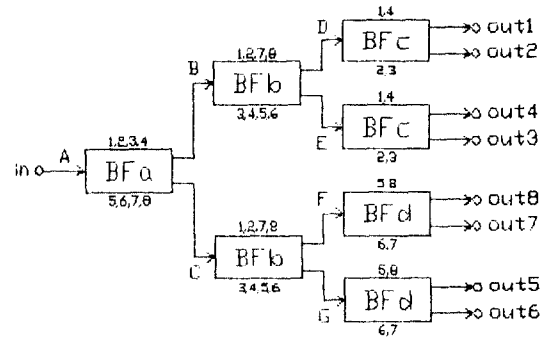 D
1,4
BFc
2,3
out1
out2
B
1,2,7,8
BFb
3,4,5,6
E
1,4
BFc
2,3
out4
out3
in
A
1,2,3,4
BFa
5,6,7,8
F
5,8
BFd
6,7
out8
out7
C
1,2,7,8
BFb
3,4,5,6
G
5,8
BFd
6,7
out5
out6